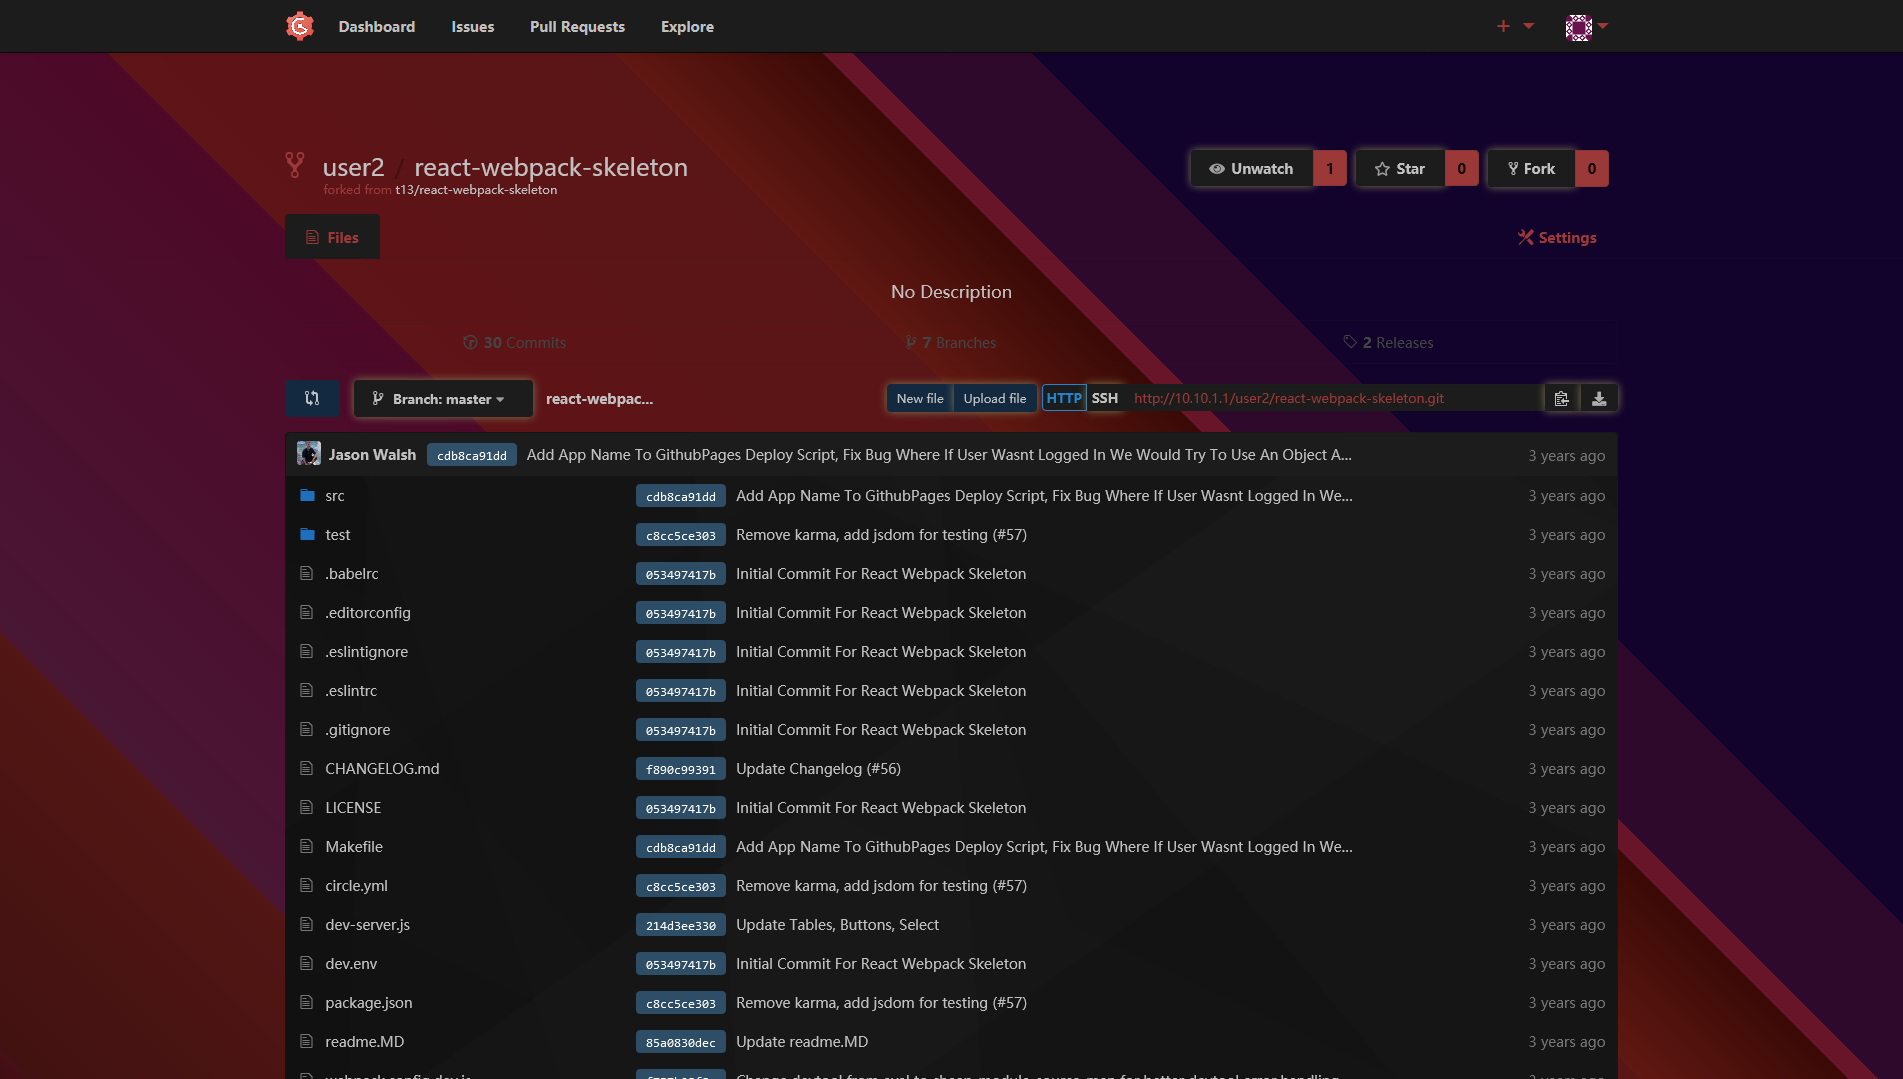 Dashboard Issues Pull Requests Explore
user2 / react-webpack-skeleton Unwatch 1 Star 0 Fork 0
forked from t13/react-webpack-skeleton
Files Settings
No Description
30 Commits 7 Branches 2 Releases
Branch: master react-webpac... New file Upload file HTTP SSH http://10.10.1.1/user2/react-webpack-skeleton.git
Jason Walsh cdb8ca91dd Add App Name To GithubPages Deploy Script, Fix Bug Where If User Wasnt Logged In We Would Try To Use An Object A... 3 years ago
src cdb8ca91dd Add App Name To GithubPages Deploy Script, Fix Bug Where If User Wasnt Logged In We... 3 years ago
test c8cc5ce303 Remove karma, add jsdom for testing (#57) 3 years ago
.babelrc 053497417b Initial Commit For React Webpack Skeleton 3 years ago
.editorconfig 053497417b Initial Commit For React Webpack Skeleton 3 years ago
.eslintignore 053497417b Initial Commit For React Webpack Skeleton 3 years ago
.eslintrc 053497417b Initial Commit For React Webpack Skeleton 3 years ago
.gitignore 053497417b Initial Commit For React Webpack Skeleton 3 years ago
CHANGELOG.md f890c99391 Update Changelog (#56) 3 years ago
LICENSE 053497417b Initial Commit For React Webpack Skeleton 3 years ago
Makefile cdb8ca91dd Add App Name To GithubPages Deploy Script, Fix Bug Where If User Wasnt Logged In We... 3 years ago
circle.yml c8cc5ce303 Remove karma, add jsdom for testing (#57) 3 years ago
dev-server.js 214d3ee330 Update Tables, Buttons, Select 3 years ago
dev.env 053497417b Initial Commit For React Webpack Skeleton 3 years ago
package.json c8cc5ce303 Remove karma, add jsdom for testing (#57) 3 years ago
readme.MD 85a0830dec Update readme.MD 3 years ago